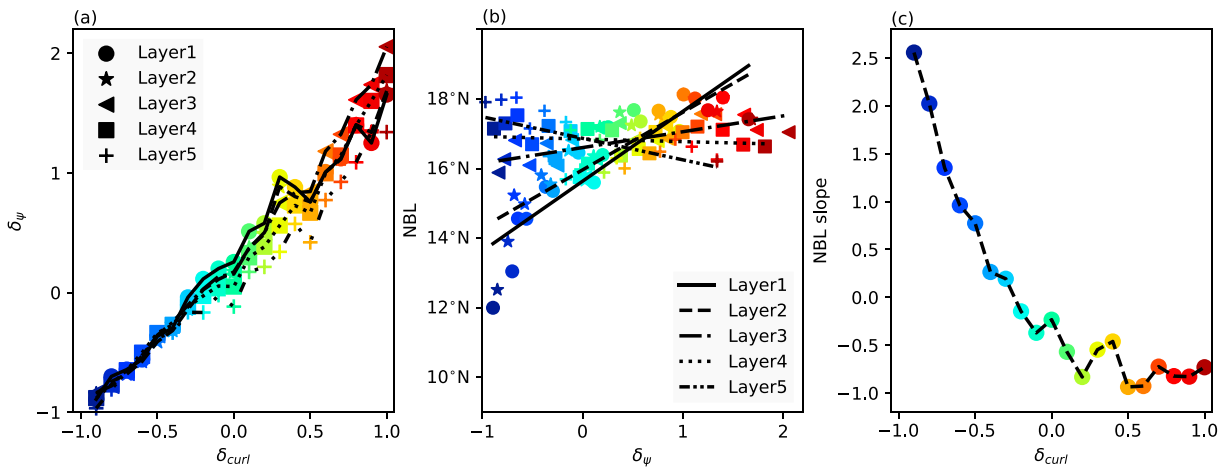 (a)
2
1
0
−1
−1.0
−0.5
0.0
0.5
1.0
δψ
δcurl
Layer1
Layer2
Layer3
Layer4
Layer5
(b)
18°N
16°N
14°N
12°N
10°N
−1
0
1
2
NBL
δψ
Layer1
Layer2
Layer3
Layer4
Layer5
(c)
2.5
2.0
1.5
1.0
0.5
0.0
−0.5
−1.0
−1.0
−0.5
0.0
0.5
1.0
NBL slope
δcurl